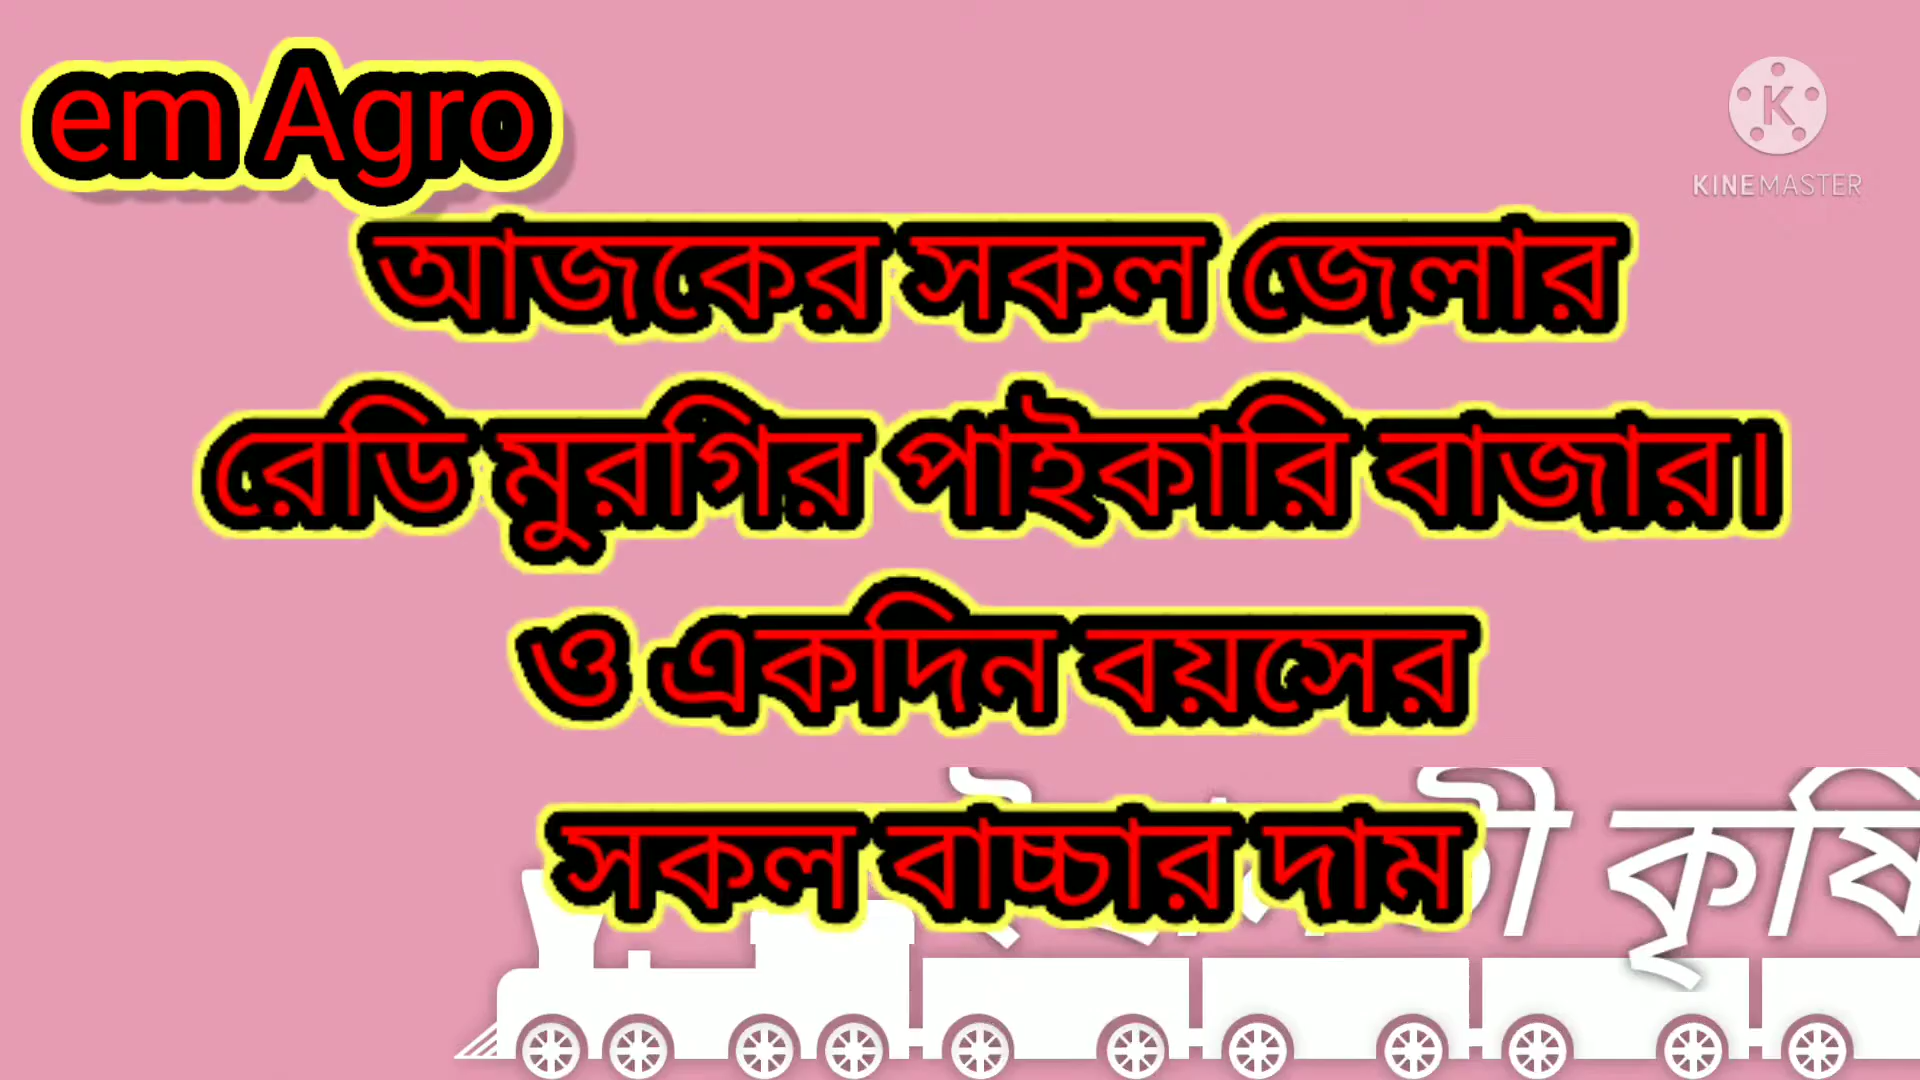 em Agro
KINEMASTER
আজকের সকল জেলার
রেডি মুরগির পাইকারি বাজার।
ও একদিন বয়সের
সকল বাচ্চার দাম
কৃষি